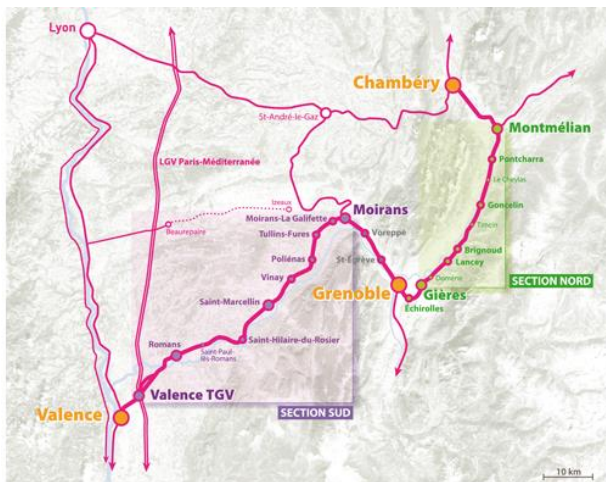 Lyon
Chambéry
St-André-le-Gaz
Montmélian
LGV Paris-Méditerranée
Pontcharra
Le Cheylas
Izeaux
Goncelin
Moirans
Moirans-La Galifette
Beaurepaire
Tullins-Fures
Voreppe
Tencin
Poliénas
St-Egrève
Brignoud
Lancey
Vinay
Domène
SECTION NORD
Grenoble
Gières
Saint-Marcellin
Echirolles
Saint-Hilaire-du-Rosier
Romans
Saint-Paul
lès-Romans
Valence TGV
Valence
SECTION SUD
10 km